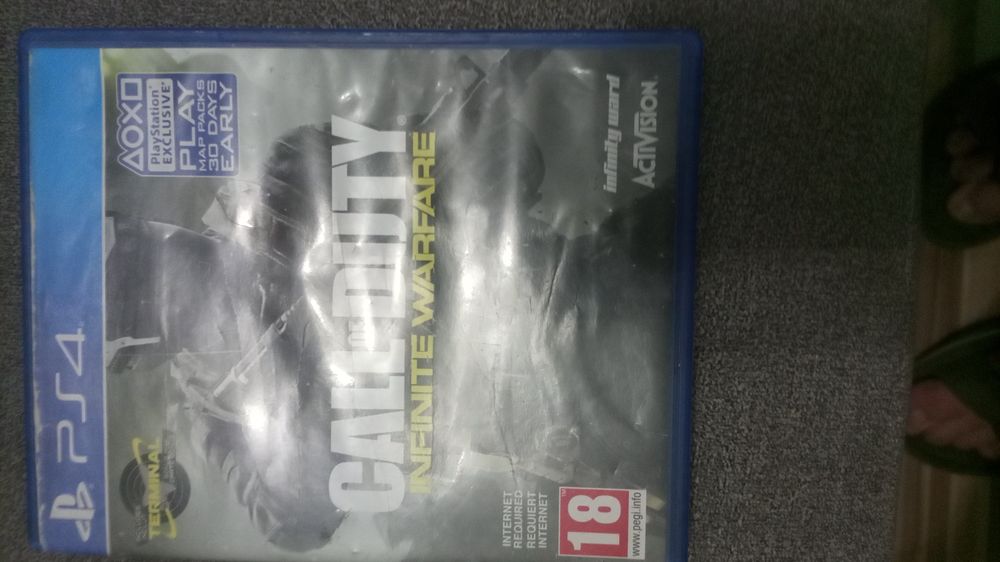 PS4
PlayStation®
EXCLUSIVE
PLAY
MAP PACKS
30 DAYS
EARLY
TERMINAL
CALL OF DUTY®
INFINITE WARFARE
INTERNET
REQUIRED
REQUIERT
INTERNET
18
www.pegi.info
infinity ward
ACTIVISION